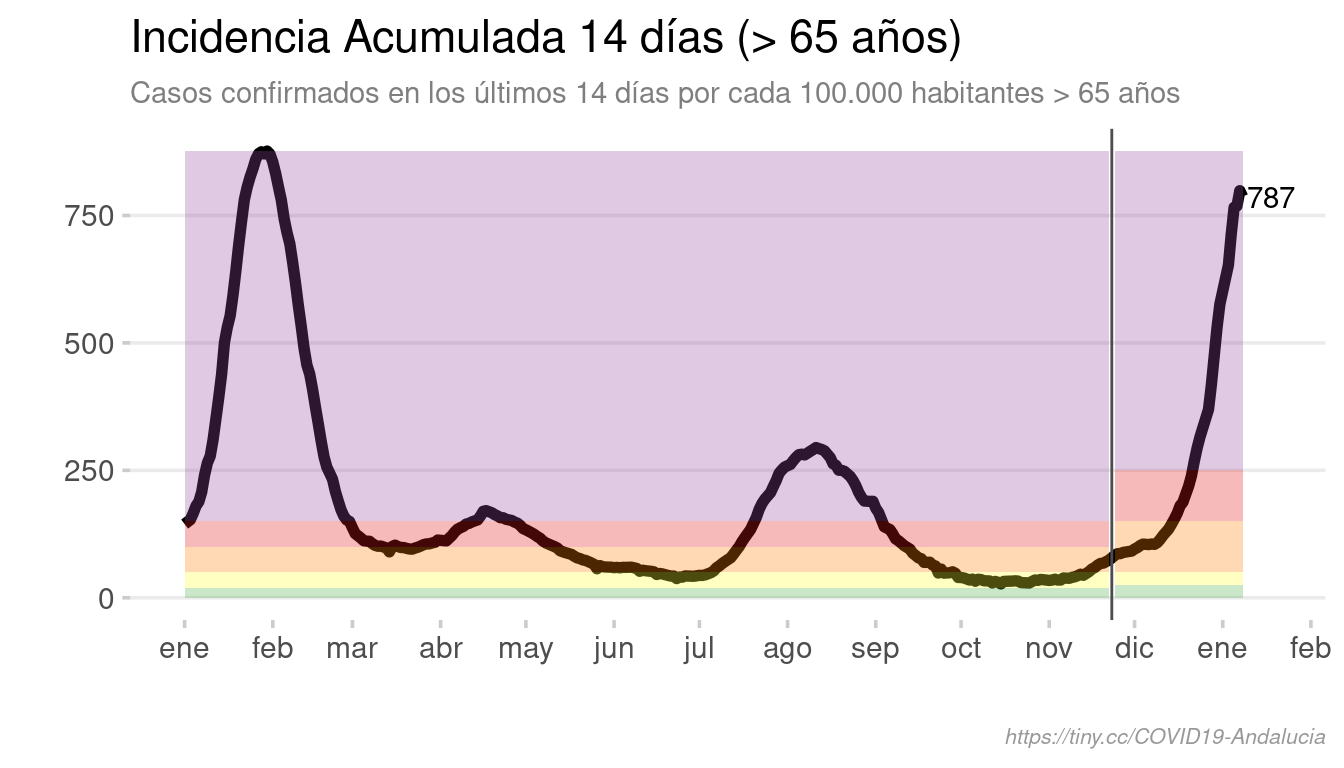 Incidencia Acumulada 14 días (> 65 años)
Casos confirmados en los últimos 14 días por cada 100.000 habitantes > 65 años
787
750
500
250
0
ene feb mar abr may jun jul ago sep oct nov dic ene feb
https://tiny.cc/COVID19-Andalucia